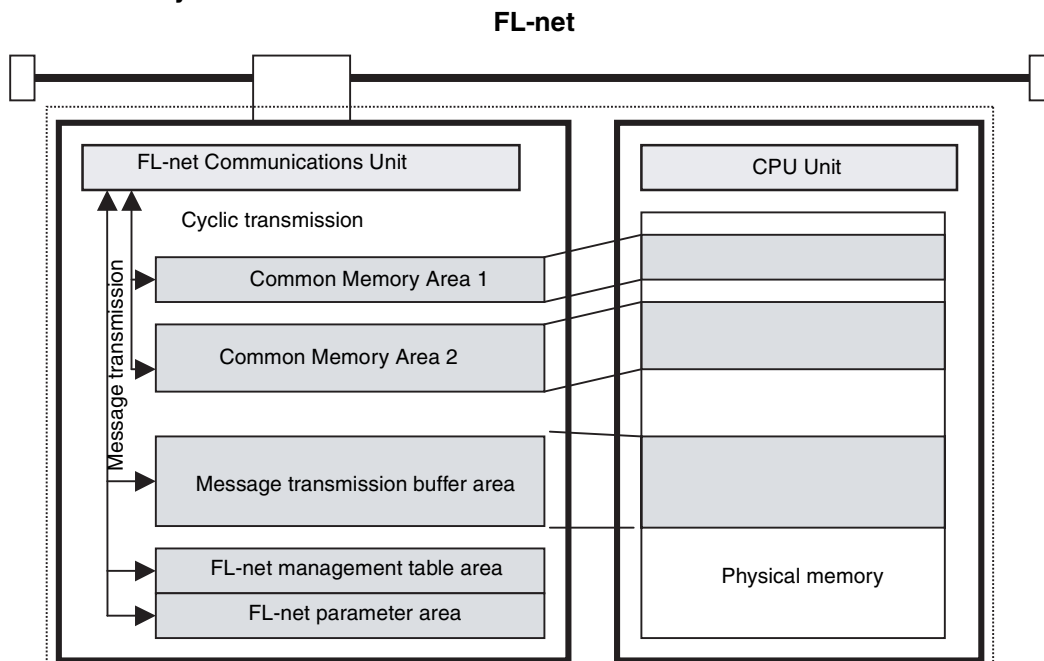 FL-net
FL-net Communications Unit
CPU Unit
Cyclic transmission
Message transmission
Common Memory Area 1
Common Memory Area 2
Message transmission buffer area
FL-net management table area
FL-net parameter area
Physical memory